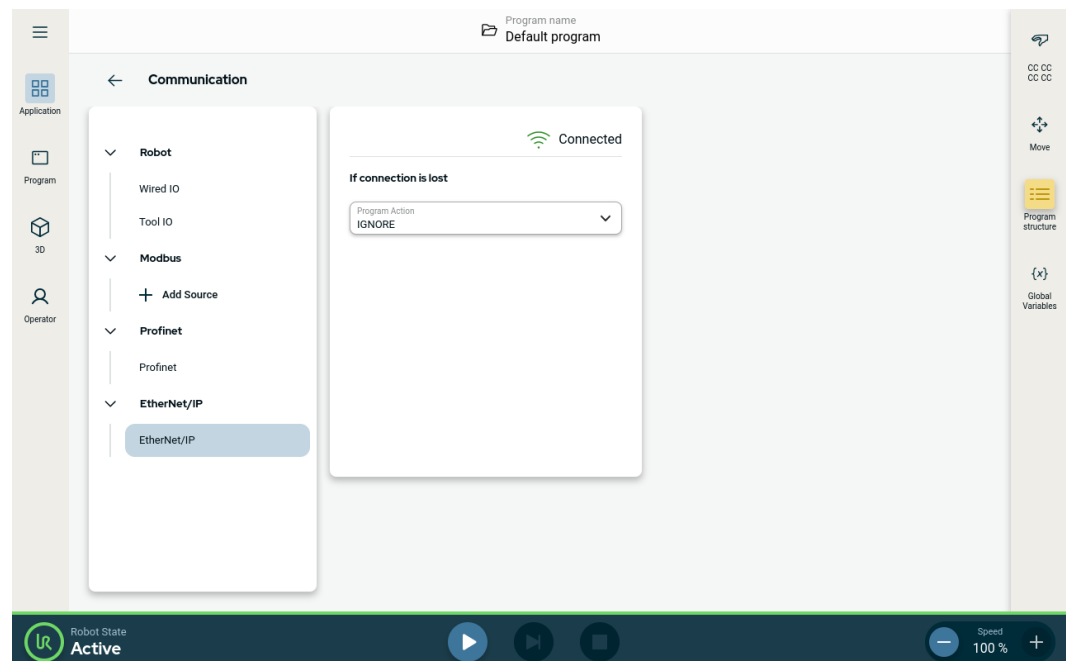 Program name
Default program
Application
Program
3D
Operator
Communication
Robot
Wired IO
Tool IO
Modbus
Add Source
Profinet
Profinet
EtherNet/IP
EtherNet/IP
Connected
If connection is lost
Program Action
IGNORE
CC CC
CC CC
Move
Program
structure
{x}
Global
Variables
UR
Robot State
Active
Speed
100 %